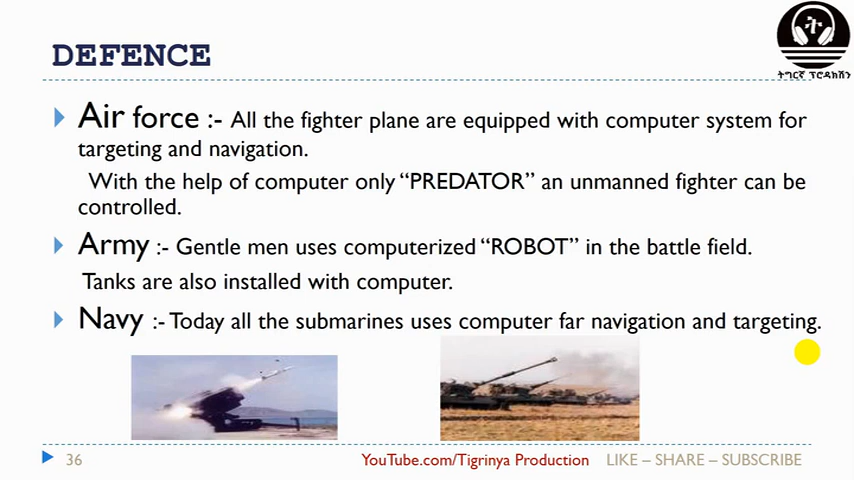 DEFENCE
ት
ትግርኛ ፕሮዳክሽን
Air force :- All the fighter plane are equipped with computer system for
targeting and navigation.
With the help of computer only “PREDATOR” an unmanned fighter can be
controlled.
Army :- Gentle men uses computerized “ROBOT” in the battle field.
Tanks are also installed with computer.
Navy :- Today all the submarines uses computer far navigation and targeting.
36
YouTube.com/Tigrinya Production
LIKE – SHARE – SUBSCRIBE